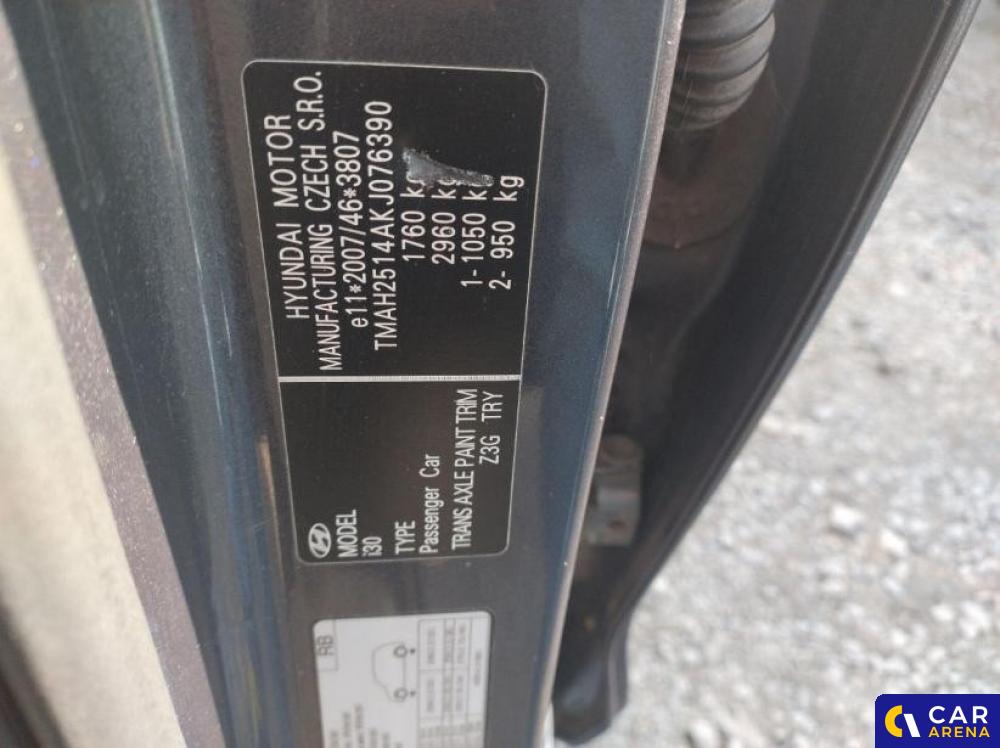 HYUNDAI MOTOR
MANUFACTURING CZECH S.R.O.
e11*2007/46*3807
TMAH2514AKJ076390
1760 kg
2960 kg
1- 1050 kg
2- 950 kg
MODEL
i30
TYPE
Passenger Car
TRANS AXLE PAINT TRIM
Z3G TRY
RB
CAR
ARENA